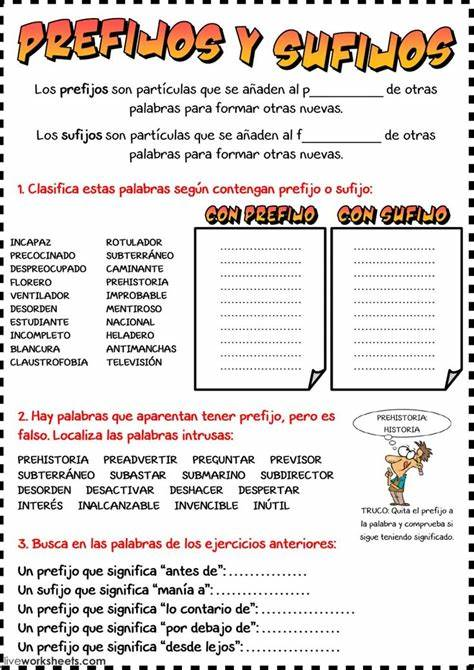 PREFIJOS Y SUFIJOS
Los prefijos son partículas que se añaden al p__________ de otras
palabras para formar otras nuevas.
Los sufijos son partículas que se añaden al f__________ de otras
palabras para formar otras nuevas.
1. Clasifica estas palabras según contengan prefijo o sufijo:
CON PREFIJO CON SUFIJO
INCAPAZ ROTULADOR
PRECOCINADO SUBTERRÁNEO
DESPREOCUPADO CAMINANTE
FLORERO PREHISTORIA
VENTILADOR IMPROBABLE
DESORDEN MENTIROSO
ESTUDIANTE NACIONAL
INCOMPLETO HELADERO
BLANCURA ANTIMANCHAS
CLAUSTROFOBIA TELEVISIÓN
2. Hay palabras que aparentan tener prefijo, pero es
falso. Localiza las palabras intrusas:
PREHISTORIA PREADVERTIR PREGUNTAR PREVISOR
SUBTERRÁNEO SUBASTAR SUBMARINO SUBDIRECTOR
DESORDEN DESACTIVAR DESHACER DESPERTAR
INTERÉS INALCANZABLE INVENCIBLE INÚTIL
PREHISTORIA:
HISTORIA
TRUCO: Quita el prefijo a
la palabra y comprueba si
sigue teniendo significado.
3. Busca en las palabras de los ejercicios anteriores:
Un prefijo que significa "antes de":................
Un sufijo que significa "manía a":................
Un prefijo que significa "lo contario de":...................
Un prefijo que significa "por debajo de":...................
Un prefijo que significa "desde lejos":...................
liveworksheets.com